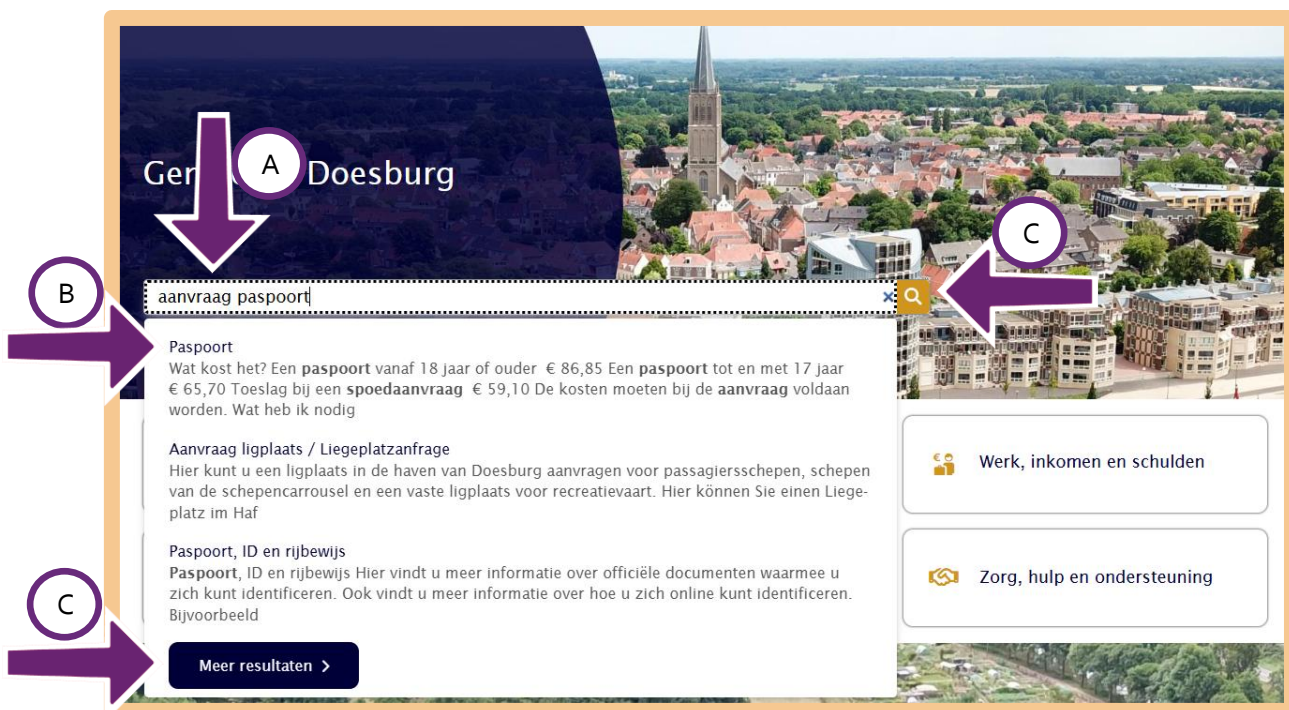 A
Ger Doesburg
C
B
aanvraag paspoort
Paspoort
Wat kost het? Een paspoort vanaf 18 jaar of ouder € 86,85 Een paspoort tot en met 17 jaar
€ 65,70 Toeslag bij een spoedaanvraag € 59,10 De kosten moeten bij de aanvraag voldaan
worden. Wat heb ik nodig
Aanvraag ligplaats / Liegeplatzanfrage
Hier kunt u een ligplaats in de haven van Doesburg aanvragen voor passagiersschepen, schepen
van de schepencarrousel en een vaste ligplaats voor recreatievaart. Hier können Sie einen Liege-
platz im Haf
Paspoort, ID en rijbewijs
Paspoort, ID en rijbewijs Hier vindt u meer informatie over officiële documenten waarmee u
zich kunt identificeren. Ook vindt u meer informatie over hoe u zich online kunt identificeren.
Bijvoorbeeld
C
Meer resultaten
Werk, inkomen en schulden
Zorg, hulp en ondersteuning